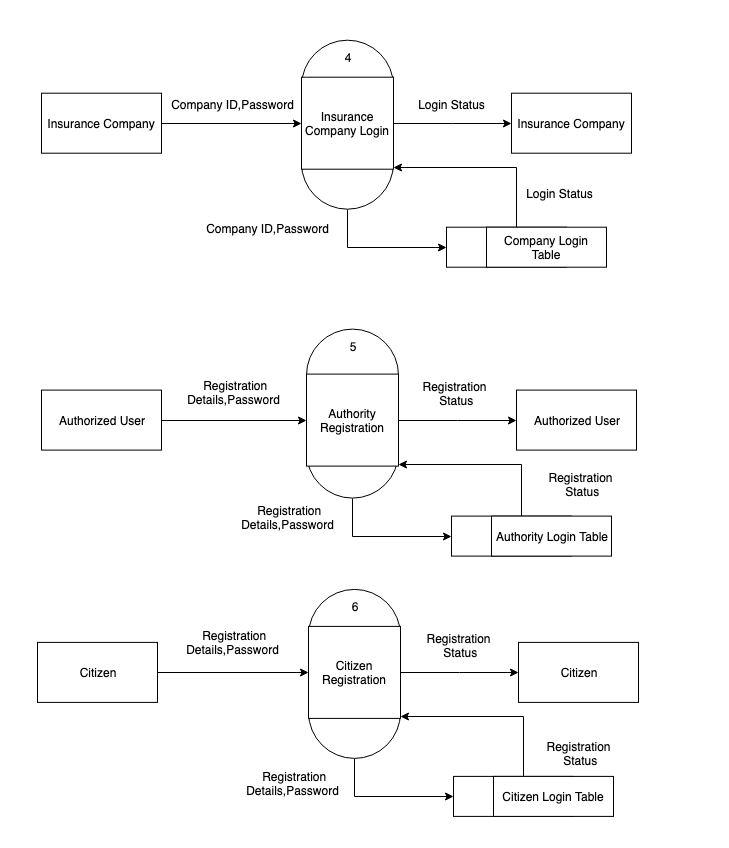 4
Company ID,Password
Login Status
Insurance Company
Insurance
Company Login
Insurance Company
Login Status
Company ID,Password
Company Login
Table
5
Registration
Details,Password
Registration
Status
Authorized User
Authority
Registration
Authorized User
Registration
Status
Registration
Details,Password
Authority Login Table
6
Registration
Details,Password
Registration
Status
Citizen
Citizen
Registration
Citizen
Registration
Status
Registration
Details,Password
Citizen Login Table